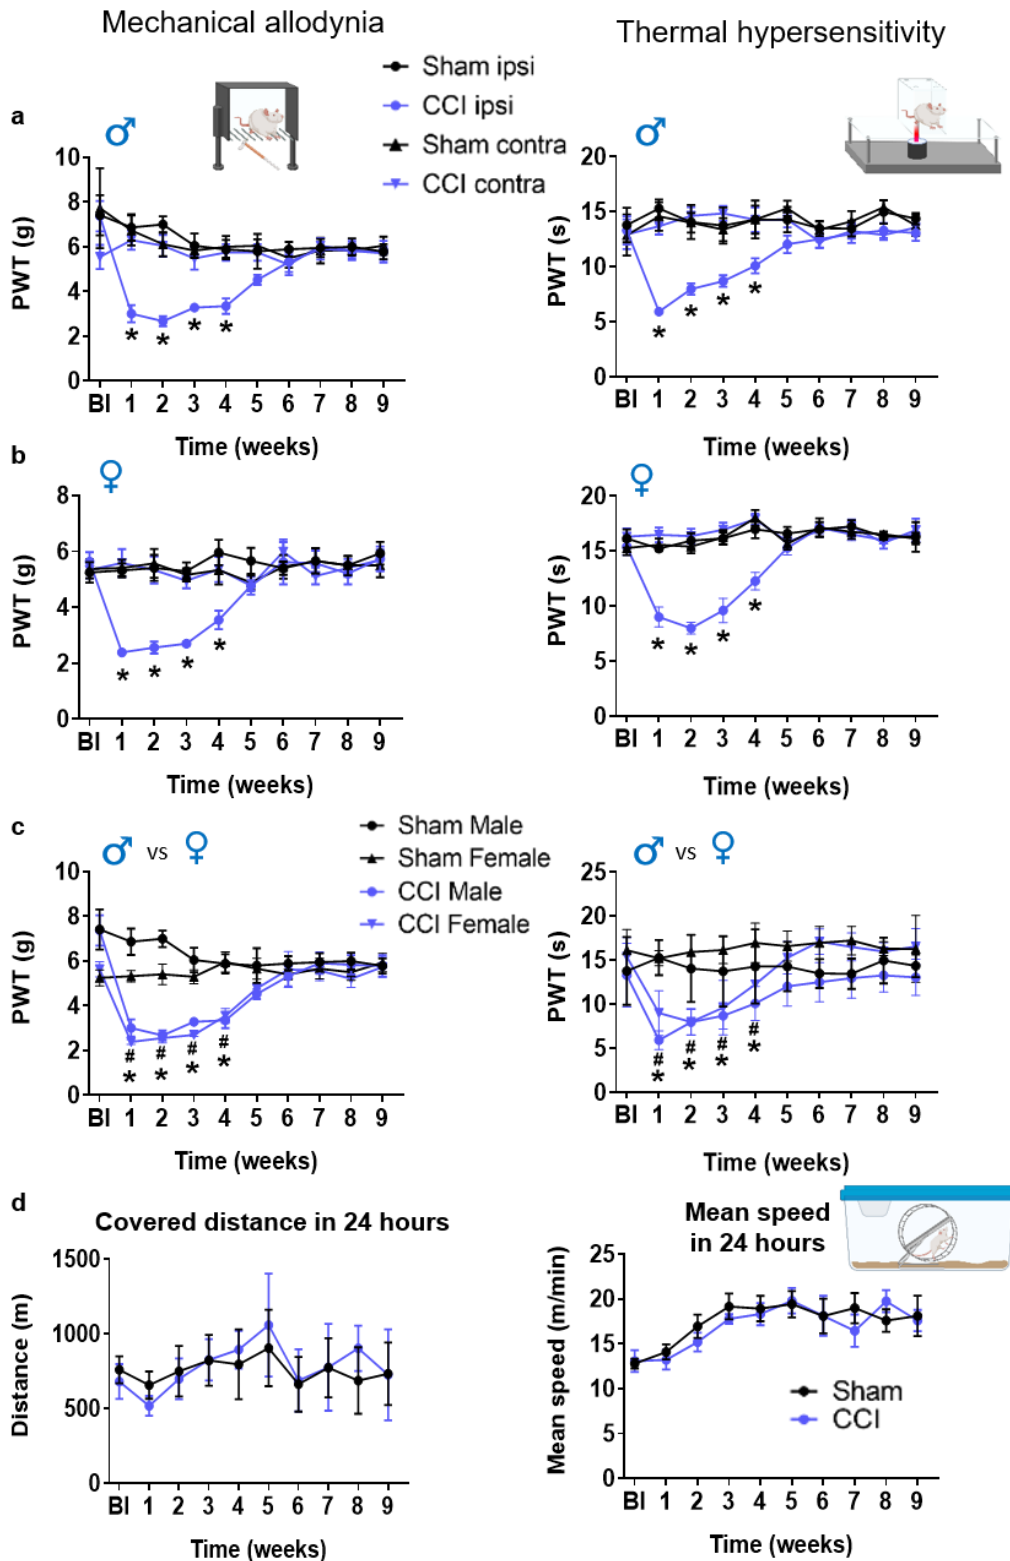 Mechanical allodynia
Thermal hypersensitivity
Sham ipsi
CCI ipsi
Sham contra
CCI contra
a
♂
PWT (g)
10
8
6
4
2
0
* * * *
BI 1 2 3 4 5 6 7 8 9
Time (weeks)
♂
PWT (s)
20
15
10
5
0
* * * *
BI 1 2 3 4 5 6 7 8 9
Time (weeks)
b
♀
PWT (g)
8
6
4
2
0
* * * *
BI 1 2 3 4 5 6 7 8 9
Time (weeks)
♀
PWT (s)
20
15
10
5
0
* * * *
BI 1 2 3 4 5 6 7 8 9
Time (weeks)
c
Sham Male
Sham Female
CCI Male
CCI Female
♂ vs ♀
PWT (g)
10
8
6
4
2
0
# # # #
* * * *
BI 1 2 3 4 5 6 7 8 9
Time (weeks)
♂ vs ♀
PWT (s)
25
20
15
10
5
0
# # # #
* * * *
BI 1 2 3 4 5 6 7 8 9
Time (weeks)
d
Covered distance in 24 hours
Distance (m)
1500
1000
500
0
BI 1 2 3 4 5 6 7 8 9
Time (weeks)
Mean speed
in 24 hours
Mean speed (m/min)
25
20
15
10
5
0
Sham
CCI
BI 1 2 3 4 5 6 7 8 9
Time (weeks)